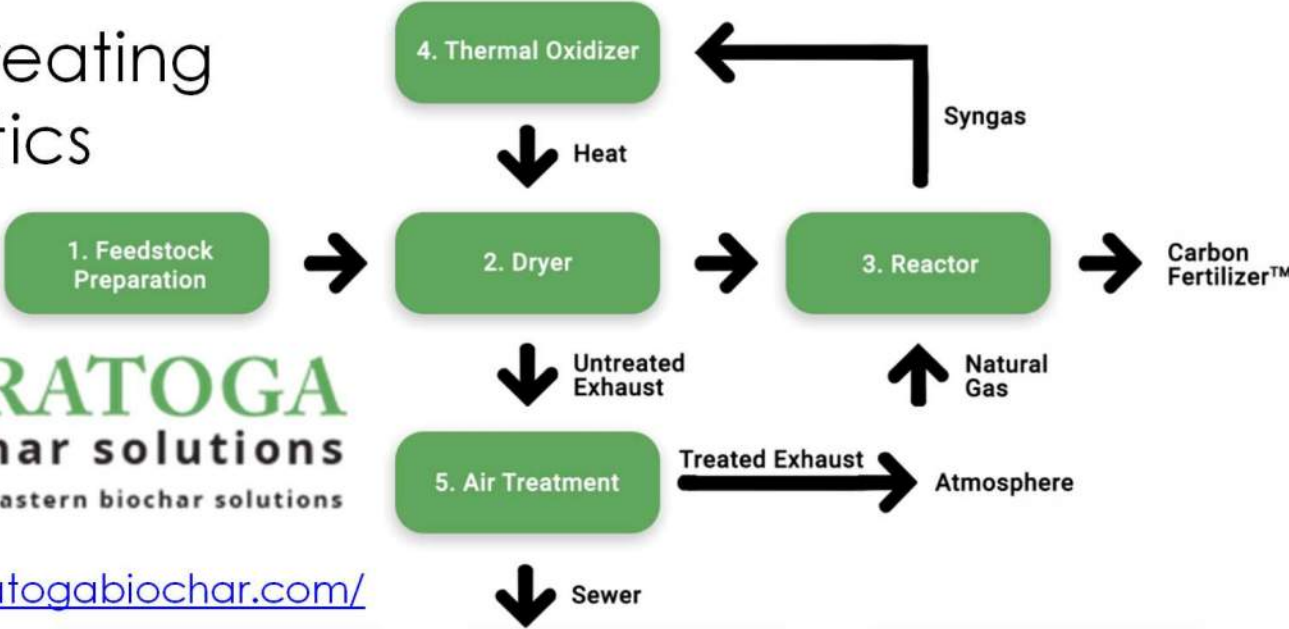 eating
tics
4. Thermal Oxidizer
Syngas
Heat
1. Feedstock
Preparation
2. Dryer
3. Reactor
Carbon
Fertilizer™
RATOGA
har solutions
astern biochar solutions
Untreated
Exhaust
Natural
Gas
5. Air Treatment
Treated Exhaust
Atmosphere
atogabiochar.com/
Sewer